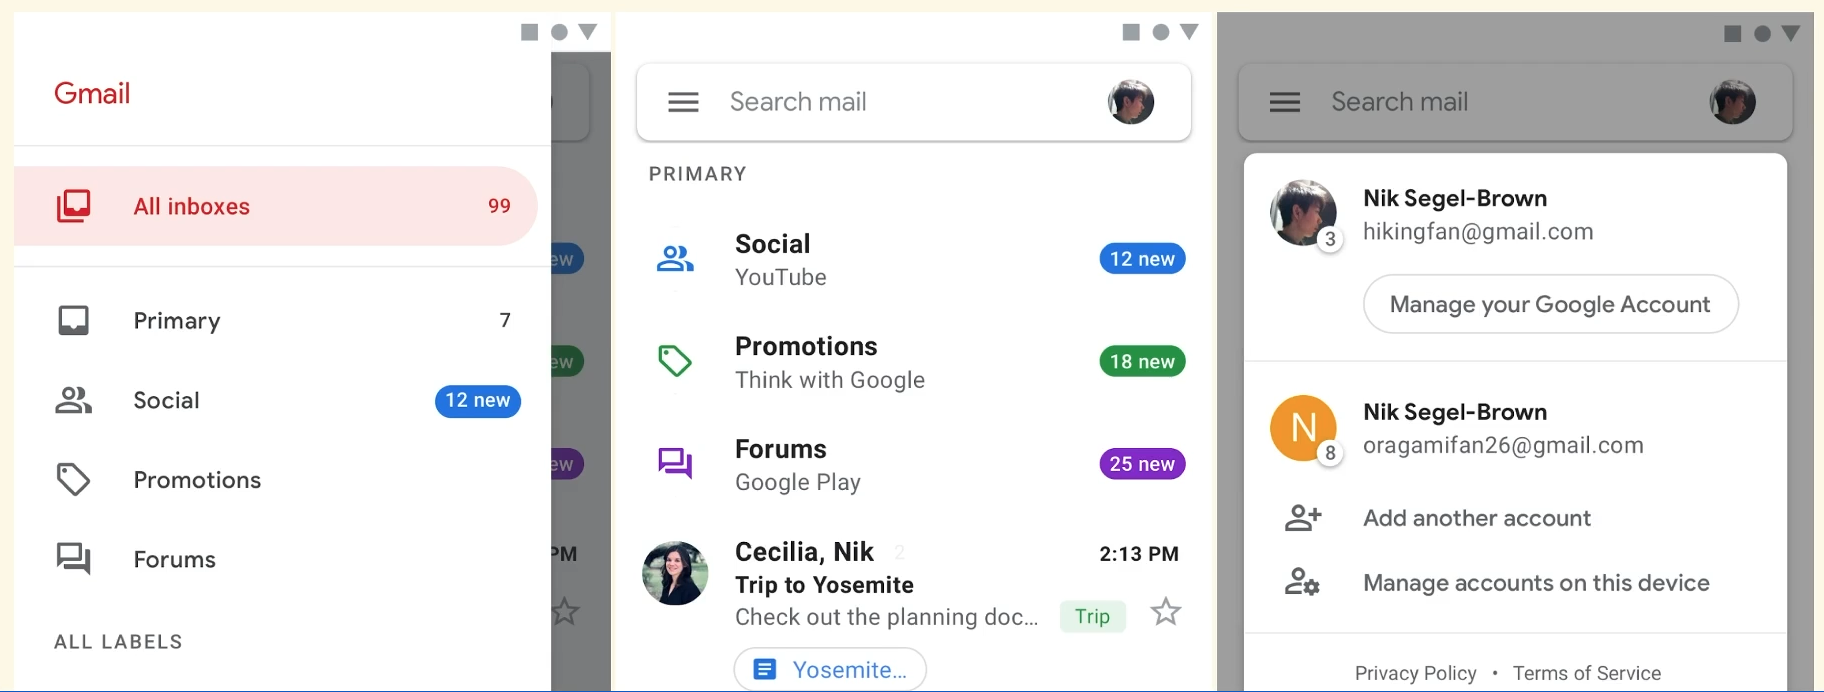 Gmail
All inboxes 99
Primary 7
Social 12 new
Promotions
Forums
ALL LABELS
ew
ew
ew
PM
Search mail
PRIMARY
Social
YouTube
12 new
Promotions
Think with Google
18 new
Forums
Google Play
25 new
Cecilia, Nik 2
2:13 PM
Trip to Yosemite
Check out the planning doc...
Trip
Yosemite...
Search mail
Nik Segel-Brown
hikingfan@gmail.com
3
Manage your Google Account
N
Nik Segel-Brown
oragamifan26@gmail.com
8
Add another account
Manage accounts on this device
Privacy Policy • Terms of Service